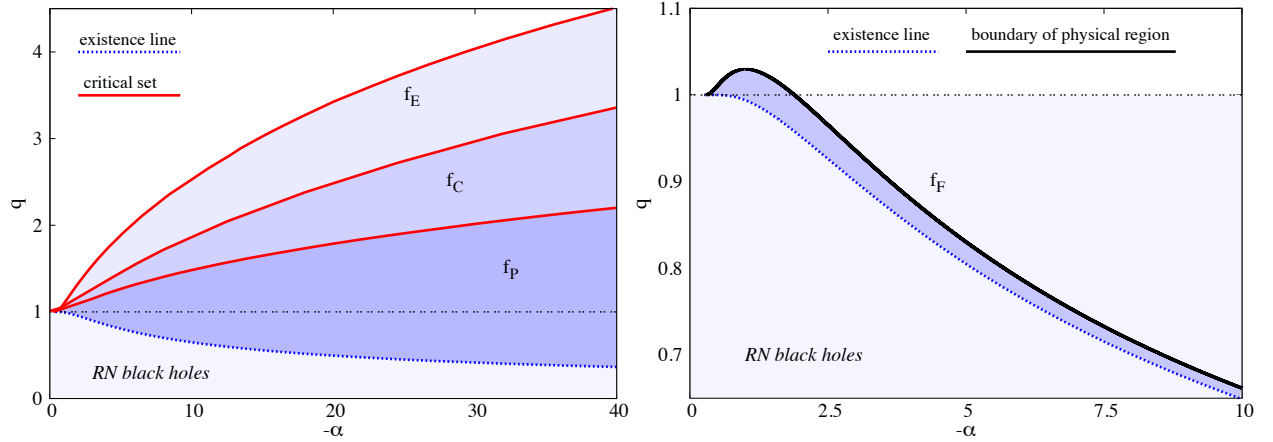 existence line
critical set
f_E
f_C
f_P
RN black holes
q
0
1
2
3
4
0
10
20
30
40
-α
existence line
boundary of physical region
f_F
RN black holes
q
1.1
1
0.9
0.8
0.7
0
2.5
5
7.5
10
-α